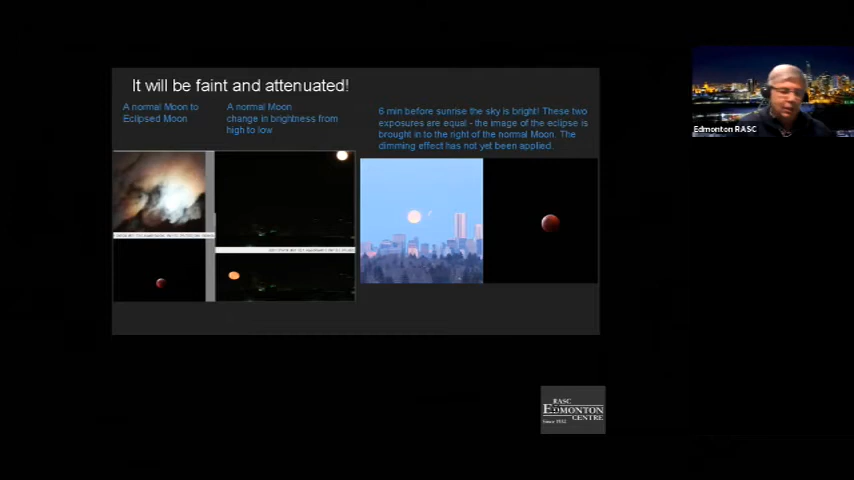 It will be faint and attenuated!
A normal Moon to
Eclipsed Moon
A normal Moon
change in brightness from
high to low
6 min before sunrise the sky is bright! These two
exposures are equal - the image of the eclipse is
brought in to the right of the normal Moon. The
dimming effect has not yet been applied.
Edmonton RASC
RASC
EDMONTON
CENTRE
Since 1932